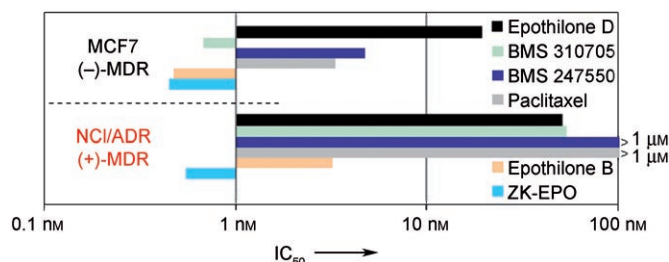 MCF7
(–)-MDR
NCI/ADR
(+)-MDR
Epothilone D
BMS 310705
BMS 247550
Paclitaxel
> 1 μM
> 1 μM
Epothilone B
ZK-EPO
0.1 nM
1 nM
10 nM
100 nM
IC50 ⟶